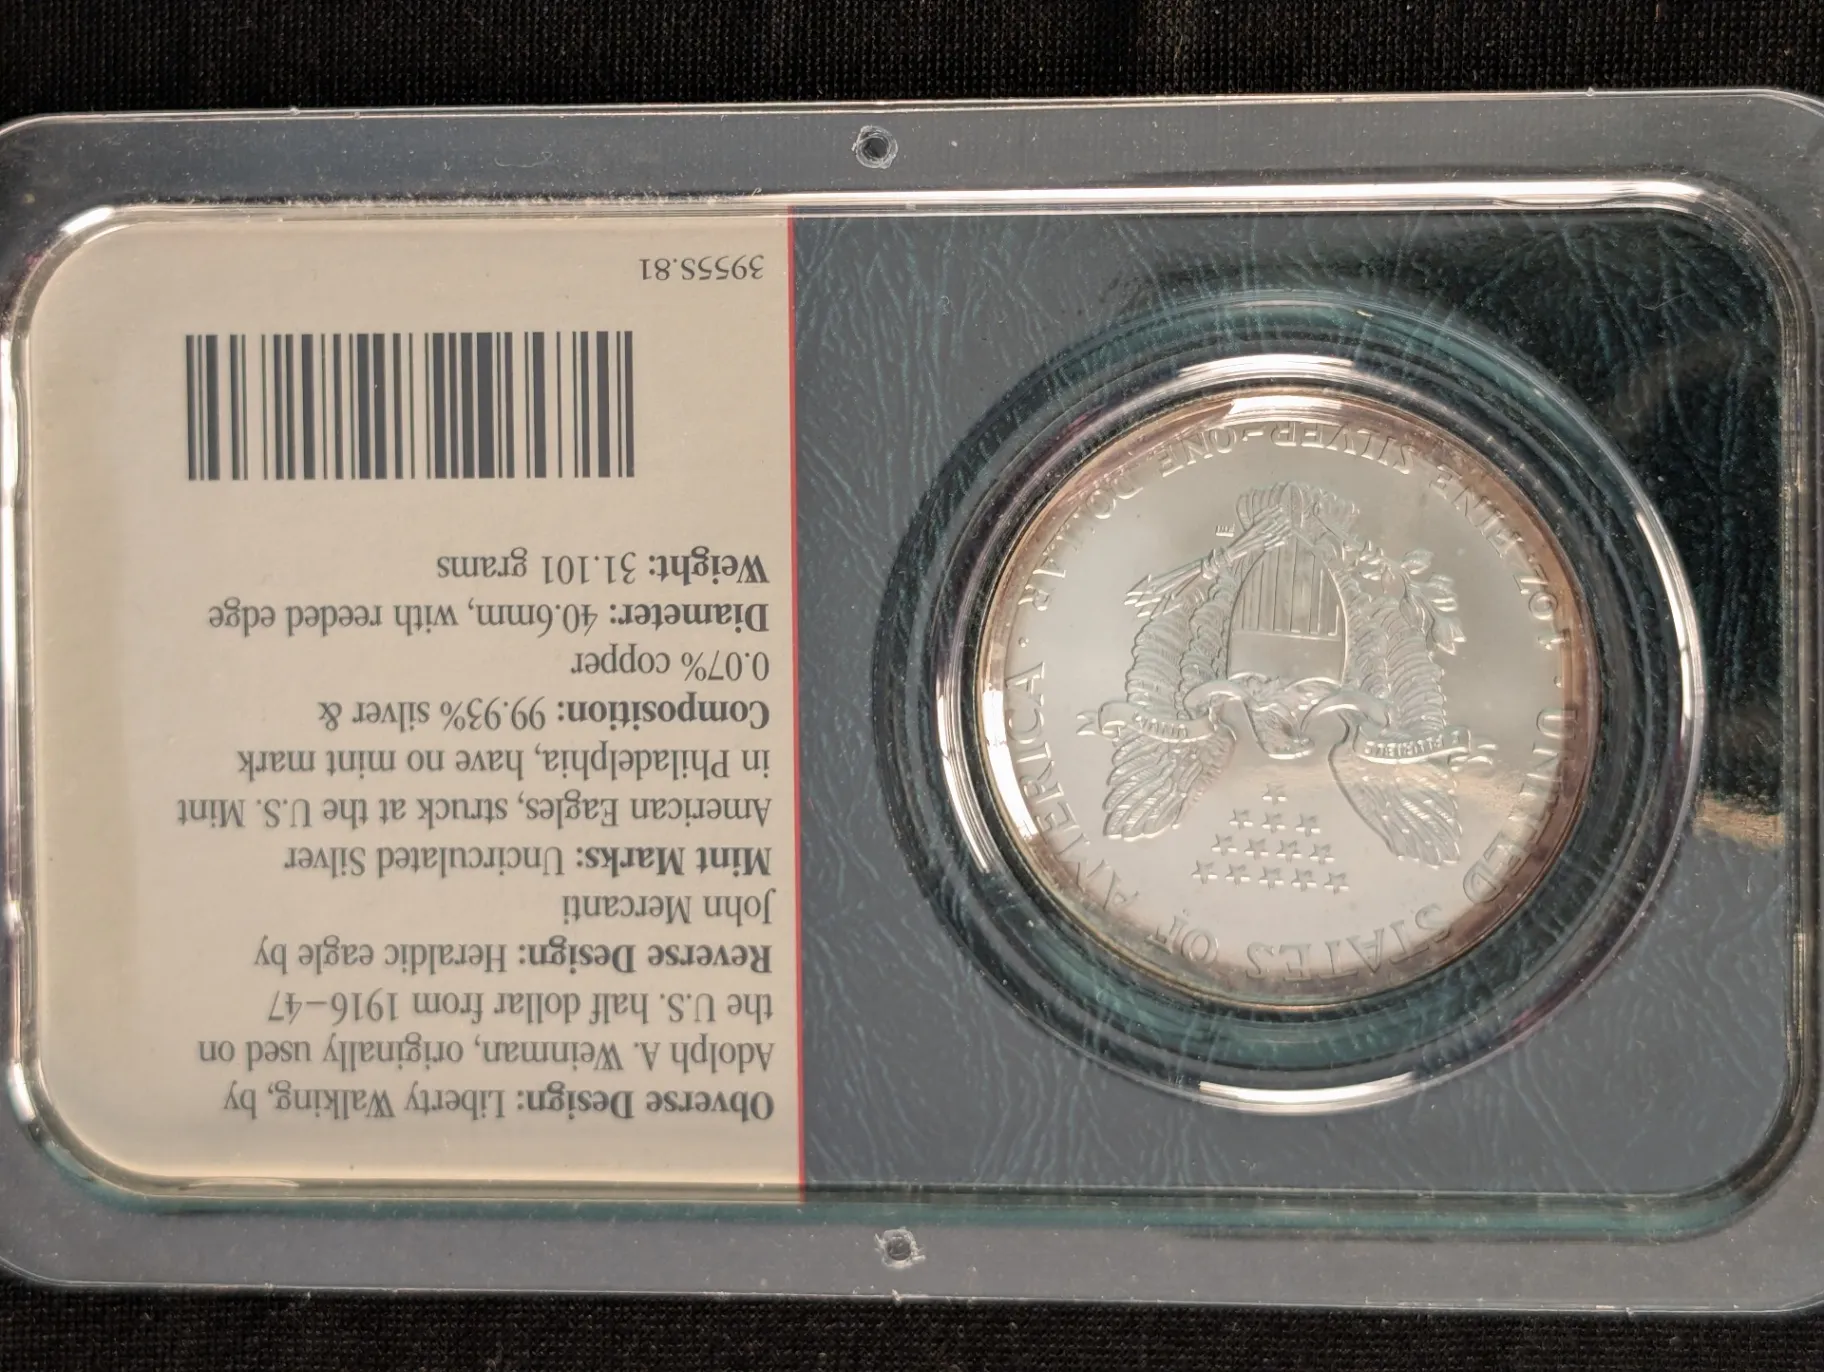 Obverse Design: Liberty Walking, by
Adolph A. Weinman, originally used on
the U.S. half dollar from 1916–47
Reverse Design: Heraldic eagle by
John Mercanti
Mint Marks: Uncirculated Silver
American Eagles, struck at the U.S. Mint
in Philadelphia, have no mint mark
Composition: 99.93% silver &
0.07% copper
Diameter: 40.6mm, with reeded edge
Weight: 31.101 grams
3955S.81
UNITED STATES OF AMERICA
E PLURIBUS UNUM
1 OZ. FINE SILVER~ONE DOLLAR